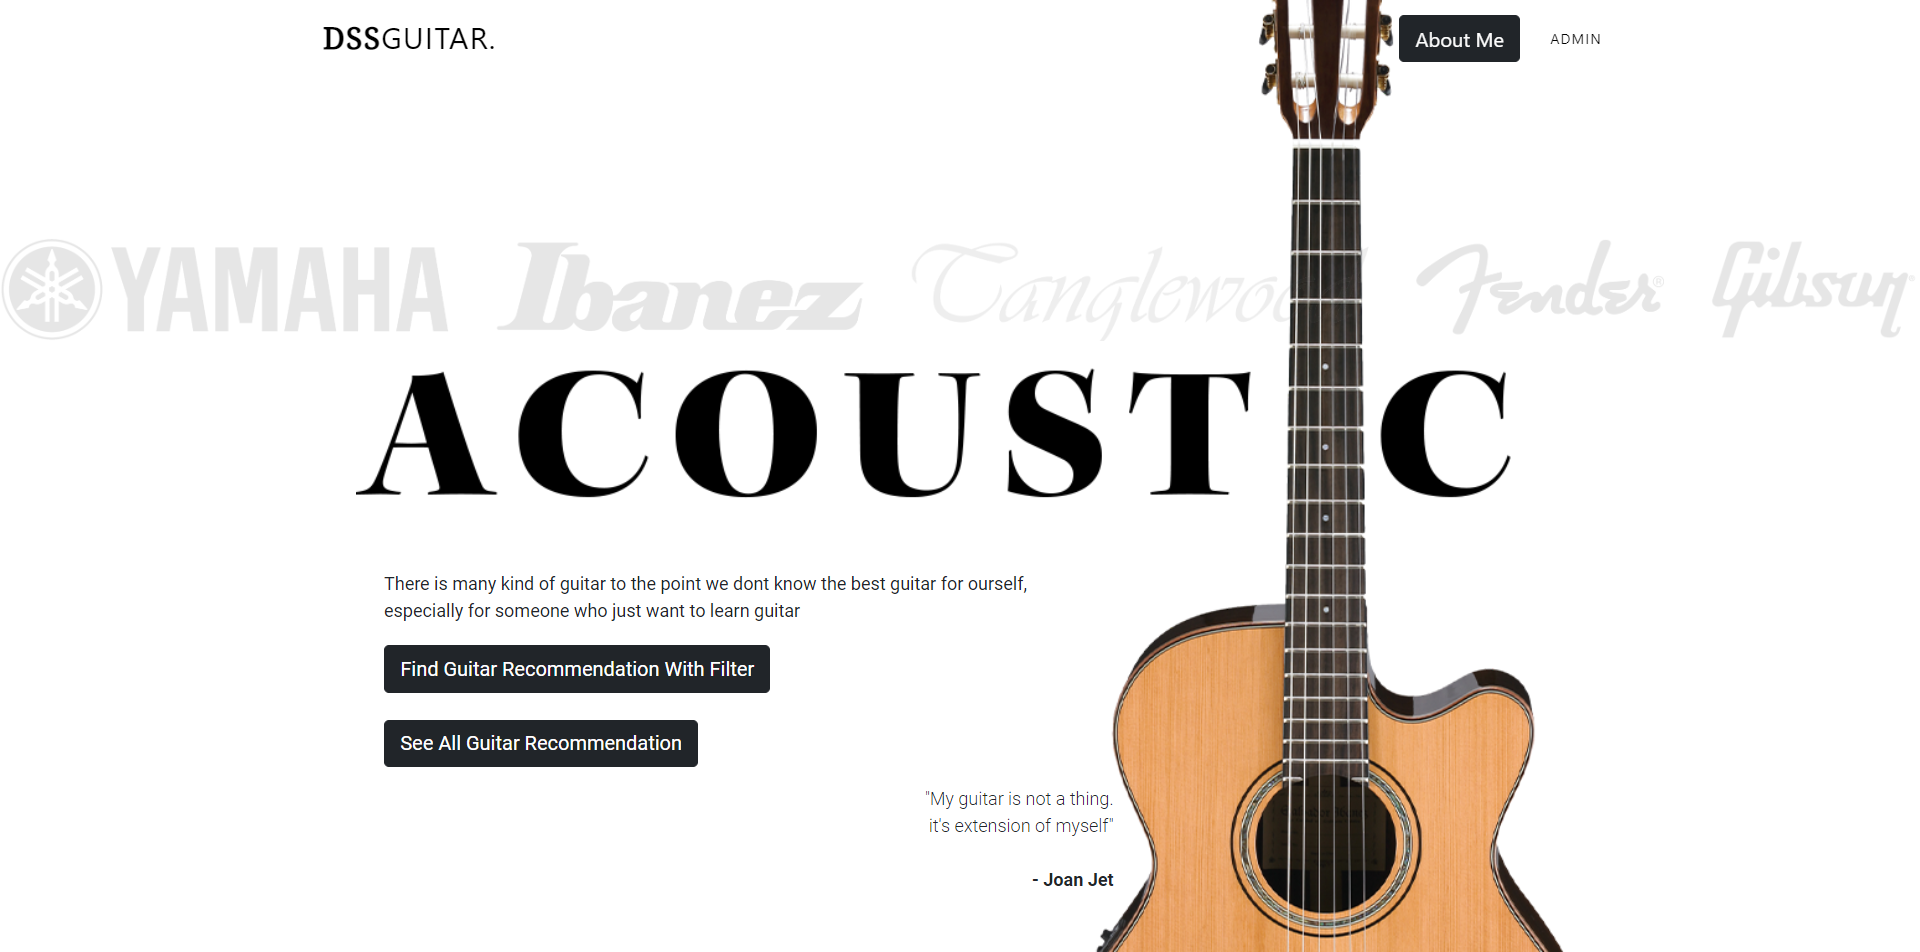 DSSGUITAR.
About Me
ADMIN
YAMAHA Ibanez Tanglewoo Fender® Gibson
ACOUST C
There is many kind of guitar to the point we dont know the best guitar for ourself,
especially for someone who just want to learn guitar
Find Guitar Recommendation With Filter
See All Guitar Recommendation
"My guitar is not a thing.
it's extension of myself"
- Joan Jet